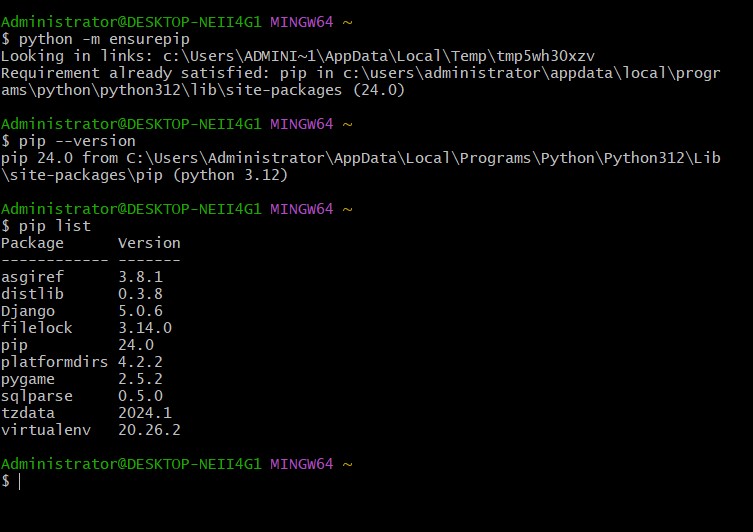 Administrator@DESKTOP-NEII4G1 MINGW64 ~
$ python -m ensurepip
Looking in links: c:\Users\ADMINI~1\AppData\Local\Temp\tmp5wh30xzv
Requirement already satisfied: pip in c:\users\administrator\appdata\local\progr
ams\python\python312\lib\site-packages (24.0)

Administrator@DESKTOP-NEII4G1 MINGW64 ~
$ pip --version
pip 24.0 from C:\Users\Administrator\AppData\Local\Programs\Python\Python312\Lib
\site-packages\pip (python 3.12)

Administrator@DESKTOP-NEII4G1 MINGW64 ~
$ pip list
Package      Version
------------ -------
asgiref      3.8.1
distlib      0.3.8
Django       5.0.6
filelock     3.14.0
pip          24.0
platformdirs 4.2.2
pygame       2.5.2
sqlparse     0.5.0
tzdata       2024.1
virtualenv   20.26.2

Administrator@DESKTOP-NEII4G1 MINGW64 ~
$